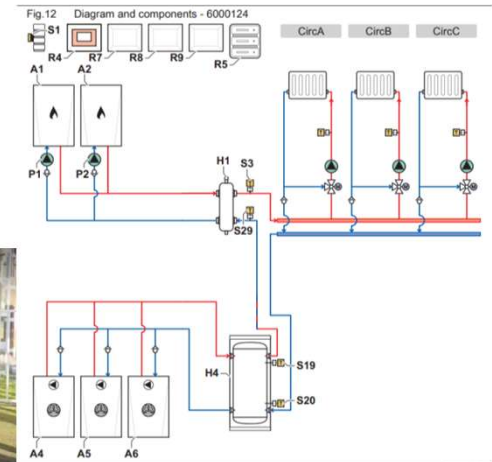 Fig.12 Diagram and components - 6000124
S1
R4 R7 R8 R9 R5
CircA CircB CircC
A1 A2
P1 P2
H1 S3
S29
H4 S19
S20
A4 A5 A6